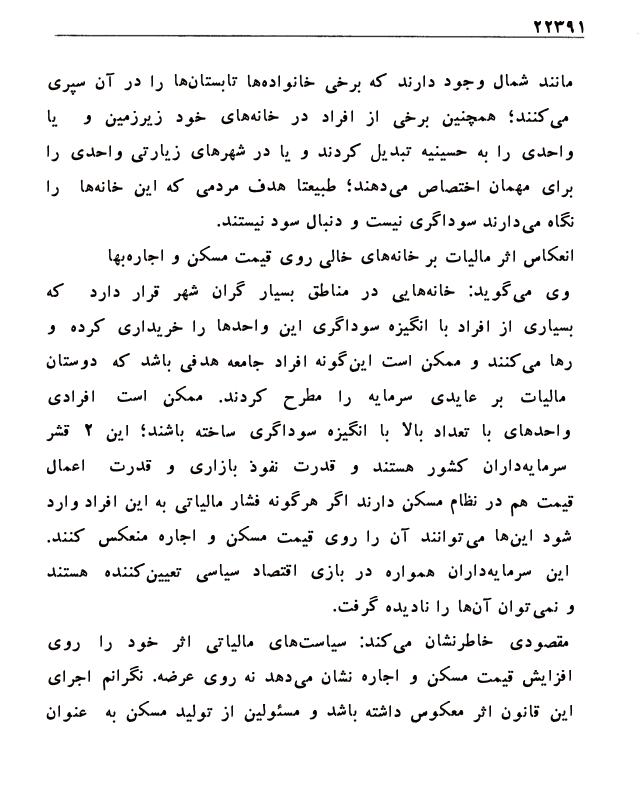 ۲۲۳۹۱
مانند شمال وجود دارند که برخی خانواده‌ها تابستان‌ها را در آن سپری
می‌کنند؛ همچنین برخی از افراد در خانه‌های خود زیرزمین و یا
واحدی را به حسینیه تبدیل کردند و یا در شهرهای زیارتی واحدی را
برای مهمان اختصاص می‌دهند؛ طبیعتا هدف مردمی که این خانه‌ها را
نگاه می‌دارند سوداگری نیست و دنبال سود نیستند.
انعکاس اثر مالیات بر خانه‌های خالی روی قیمت مسکن و اجاره‌بها
وی می‌گوید: خانه‌هایی در مناطق بسیار گران شهر قرار دارد که
بسیاری از افراد با انگیزه سوداگری این واحدها را خریداری کرده و
رها می‌کنند و ممکن است این‌گونه افراد جامعه هدفی باشد که دوستان
مالیات بر عایدی سرمایه را مطرح کردند. ممکن است افرادی
واحدهای با تعداد بالا با انگیزه سوداگری ساخته باشند؛ این ۲ قشر
سرمایه‌داران کشور هستند و قدرت نفوذ بازاری و قدرت اعمال
قیمت هم در نظام مسکن دارند اگر هرگونه فشار مالیاتی به این افراد وارد
شود این‌ها می‌توانند آن را روی قیمت مسکن و اجاره منعکس کنند.
این سرمایه‌داران همواره در بازی اقتصاد سیاسی تعیین‌کننده هستند
و نمی‌توان آن‌ها را نادیده گرفت.
مقصودی خاطرنشان می‌کند: سیاست‌های مالیاتی اثر خود را روی
افزایش قیمت مسکن و اجاره نشان می‌دهد نه روی عرضه. نگرانم اجرای
این قانون اثر معکوس داشته باشد و مسئولین از تولید مسکن به عنوان